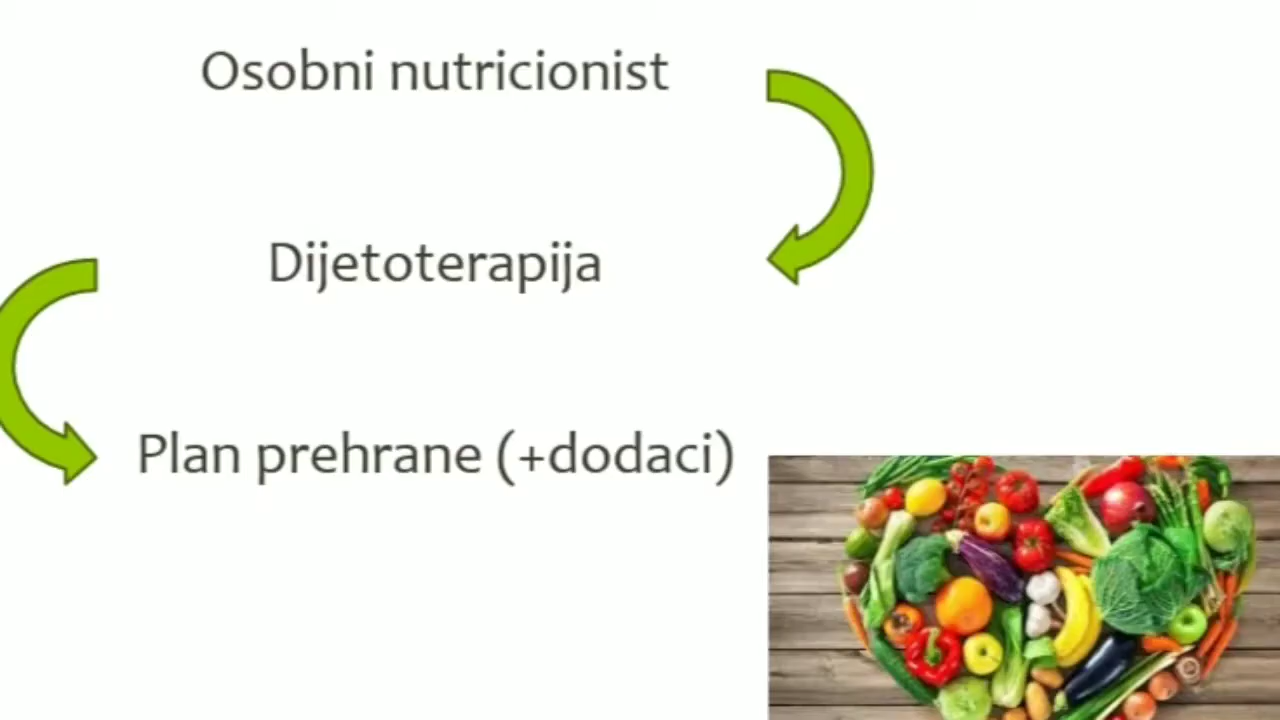 Osobni nutricionist
Dijetoterapija
Plan prehrane (+dodaci)